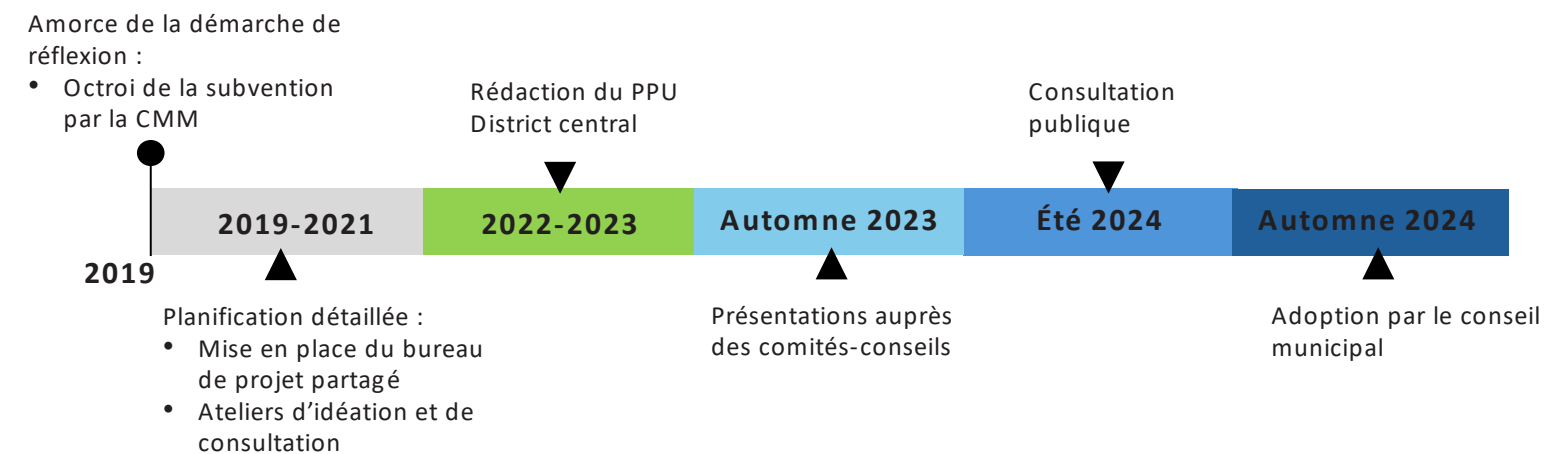 Amorce de la démarche de
réflexion :
• Octroi de la subvention
par la CMM
Rédaction du PPU
District central
Consultation
publique
2019-2021
2022-2023
Automne 2023
Été 2024
Automne 2024
2019
Planification détaillée :
• Mise en place du bureau
de projet partagé
• Ateliers d’idéation et de
consultation
Présentations auprès
des comités-conseils
Adoption par le conseil
municipal